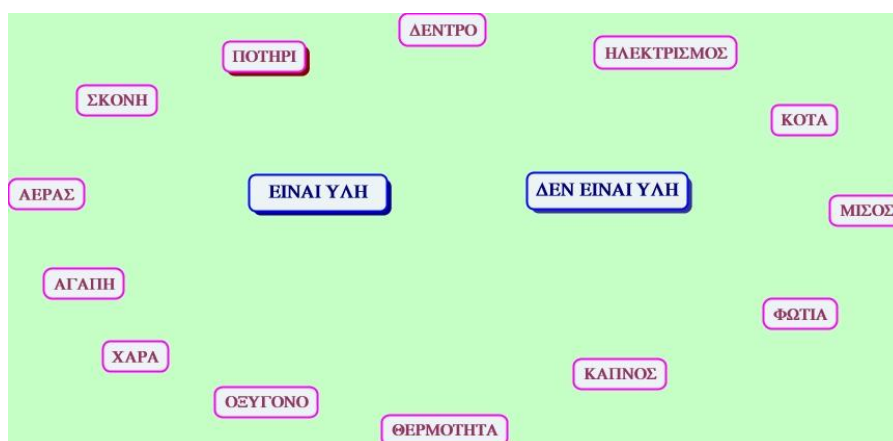 ΔΕΝΤΡΟ
ΠΟΤΗΡΙ
ΗΛΕΚΤΡΙΣΜΟΣ
ΣΚΟΝΗ
ΚΟΤΑ
ΑΕΡΑΣ
ΕΙΝΑΙ ΥΛΗ
ΔΕΝ ΕΙΝΑΙ ΥΛΗ
ΜΙΣΟΣ
ΑΓΑΠΗ
ΦΩΤΙΑ
ΧΑΡΑ
ΚΑΠΝΟΣ
ΟΞΥΓΟΝΟ
ΘΕΡΜΟΤΗΤΑ